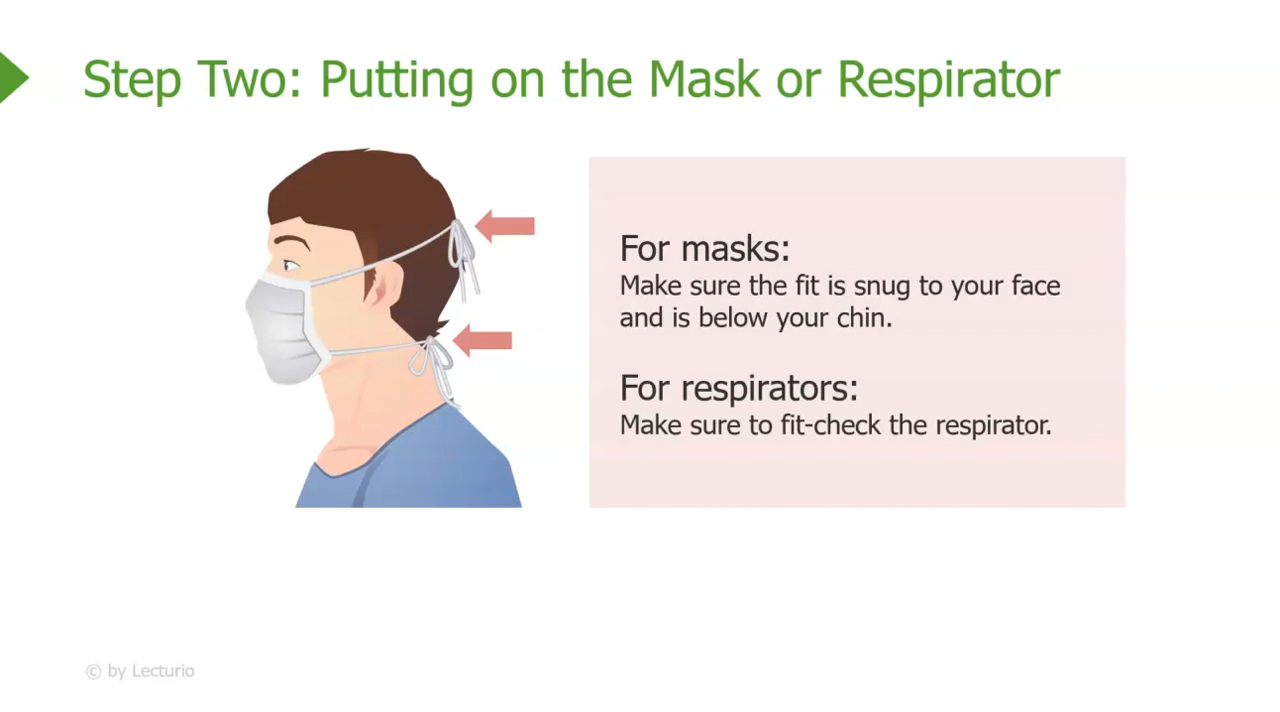 Step Two: Putting on the Mask or Respirator
For masks:
Make sure the fit is snug to your face
and is below your chin.
For respirators:
Make sure to fit-check the respirator.
© by Lecturio